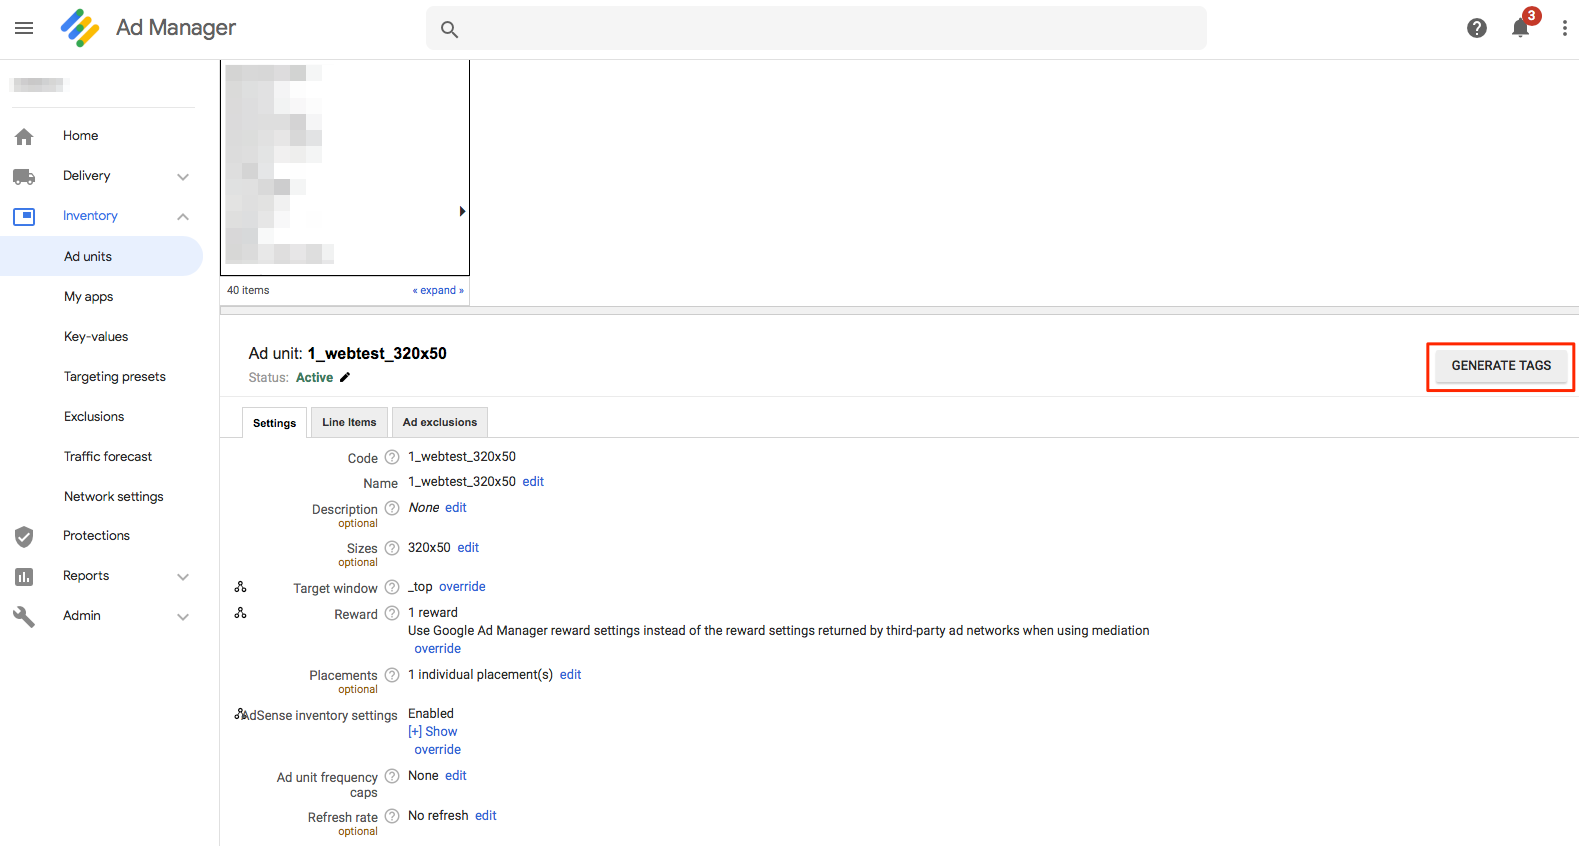 Ad Manager
3
Home
Delivery
Inventory
Ad units
My apps
Key-values
Targeting presets
Exclusions
Traffic forecast
Network settings
Protections
Reports
Admin
40 items « expand »
Ad unit: 1_webtest_320x50
Status: Active
GENERATE TAGS
Settings Line Items Ad exclusions
Code ? 1_webtest_320x50
Name 1_webtest_320x50 edit
Description ? None edit
optional
Sizes ? 320x50 edit
optional
Target window ? _top override
Reward ? 1 reward
Use Google Ad Manager reward settings instead of the reward settings returned by third-party ad networks when using mediation
override
Placements ? 1 individual placement(s) edit
optional
AdSense inventory settings Enabled
[+] Show
override
Ad unit frequency ? None edit
caps
Refresh rate ? No refresh edit
optional